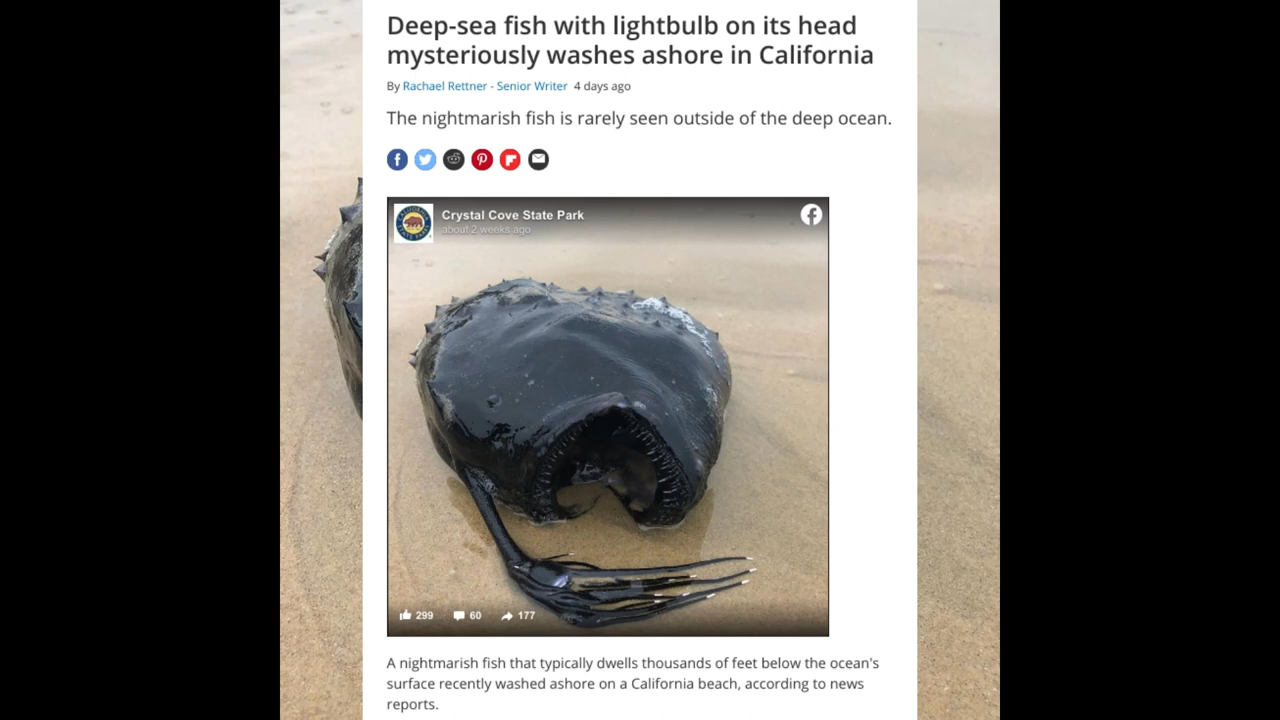 Deep-sea fish with lightbulb on its head
mysteriously washes ashore in California
By Rachael Rettner - Senior Writer 4 days ago
The nightmarish fish is rarely seen outside of the deep ocean.
Crystal Cove State Park
about 2 weeks ago
299 60 177
A nightmarish fish that typically dwells thousands of feet below the ocean's
surface recently washed ashore on a California beach, according to news
reports.